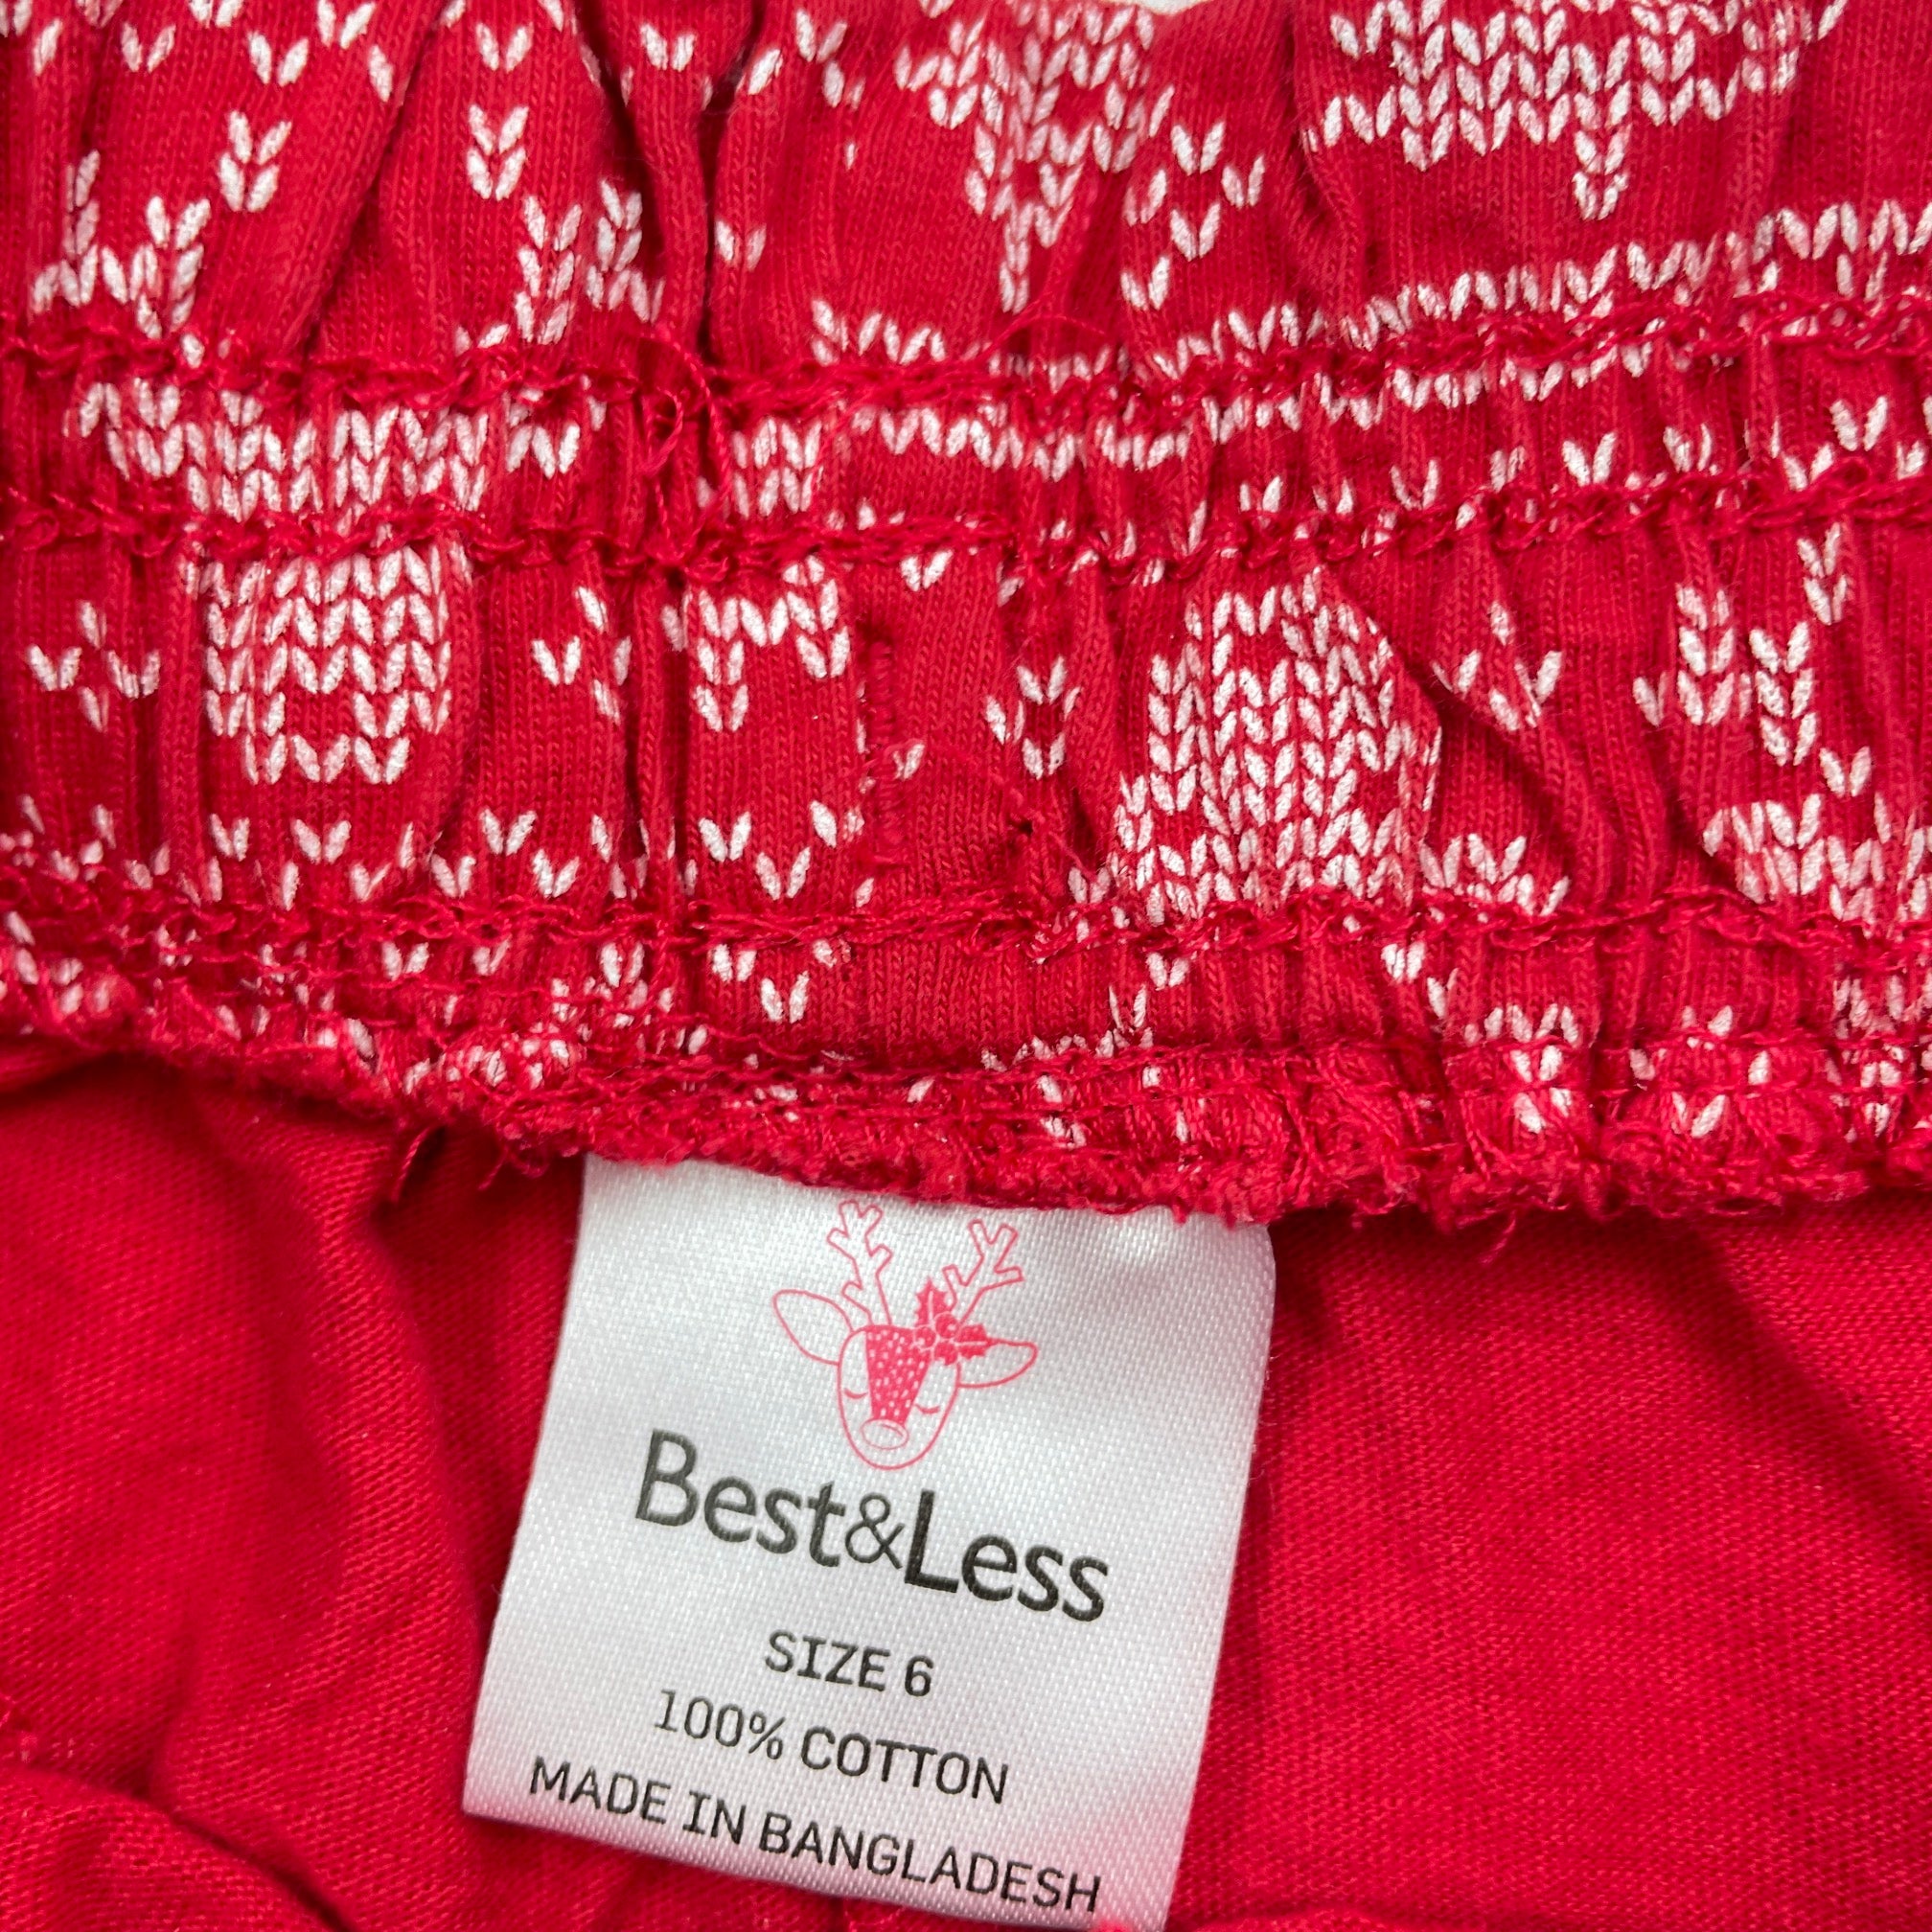 Best&Less
SIZE 6
100% COTTON
MADE IN BANGLADESH